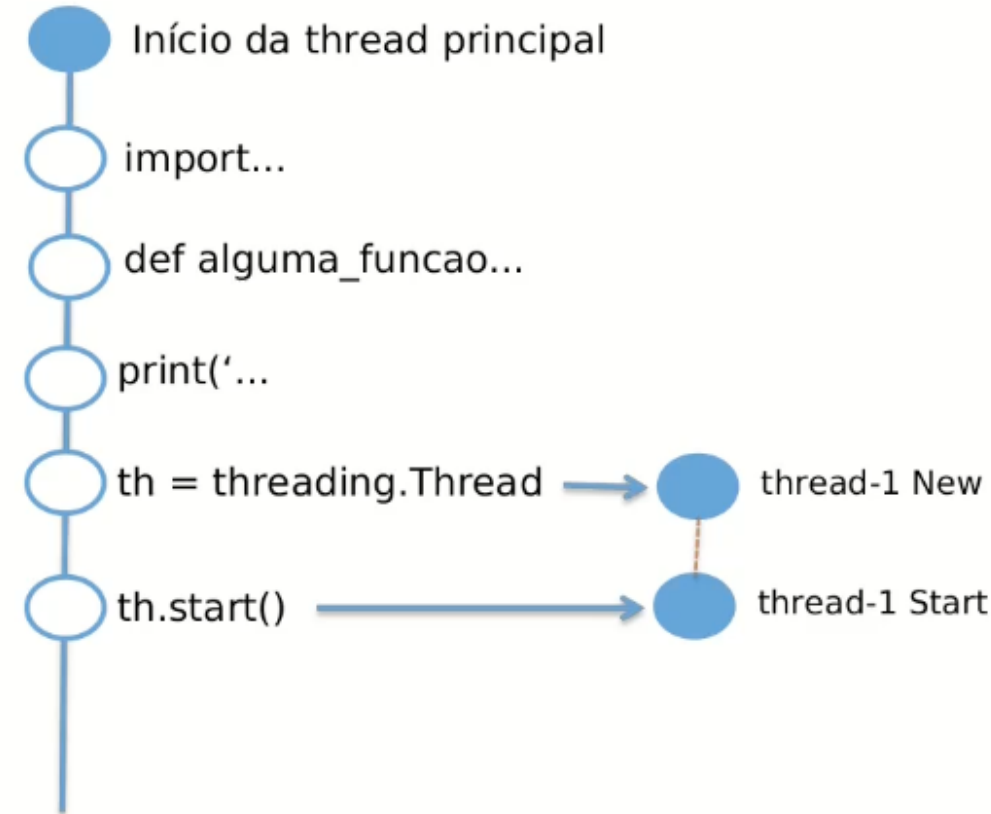 Início da thread principal
import...
def alguma_funcao...
print(‘...
th = threading.Thread
thread-1 New
th.start()
thread-1 Start